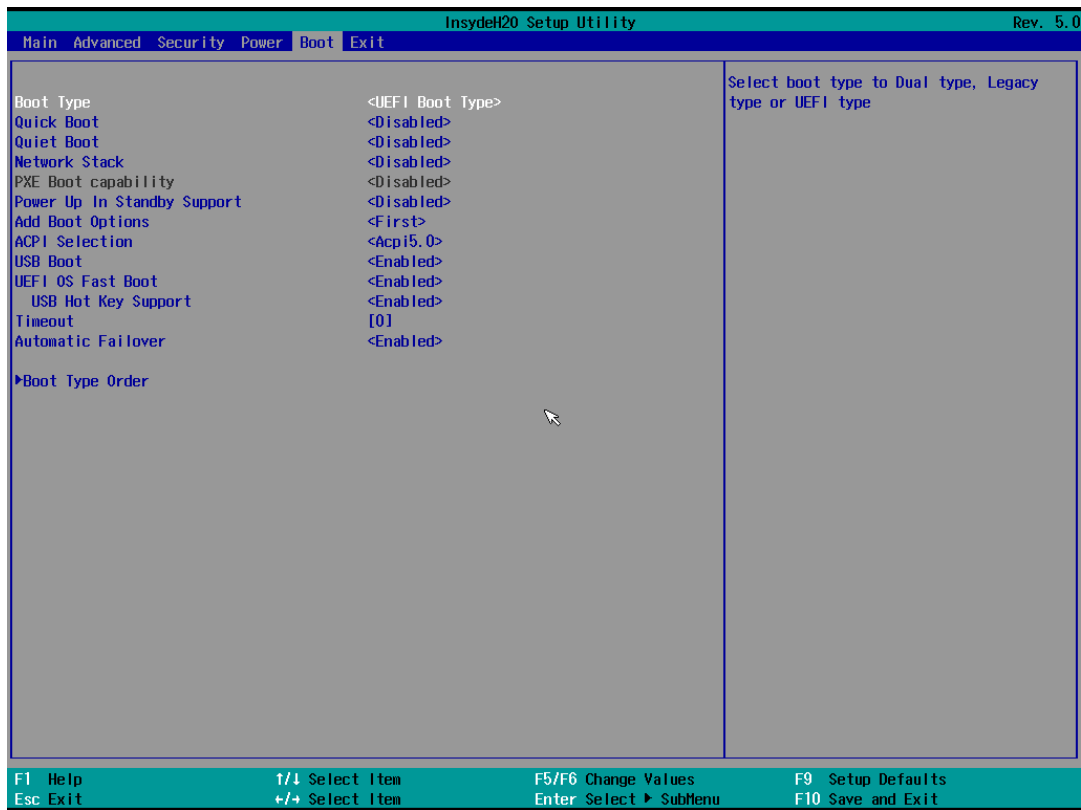 InsydeH20 Setup Utility Rev. 5.0
Main Advanced Security Power Boot Exit
Boot Type <UEFI Boot Type>
Quick Boot <Disabled>
Quiet Boot <Disabled>
Network Stack <Disabled>
PXE Boot capability <Disabled>
Power Up In Standby Support <Disabled>
Add Boot Options <First>
ACPI Selection <Acpi5.0>
USB Boot <Enabled>
UEFI OS Fast Boot <Enabled>
USB Hot Key Support <Enabled>
Timeout [0]
Automatic Failover <Enabled>
▶Boot Type Order
Select boot type to Dual type, Legacy
type or UEFI type
F1 Help ↑/↓ Select Item F5/F6 Change Values F9 Setup Defaults
Esc Exit ←/→ Select Item Enter Select ▶ SubMenu F10 Save and Exit